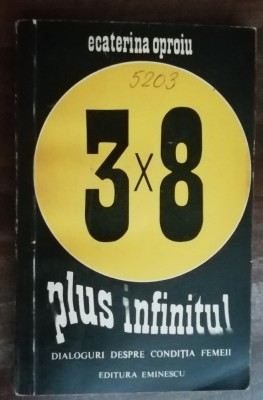 ecaterina oproiu
5203
3x8
plus infinitul
DIALOGURI DESPRE CONDIȚIA FEMEII
EDITURA EMINESCU